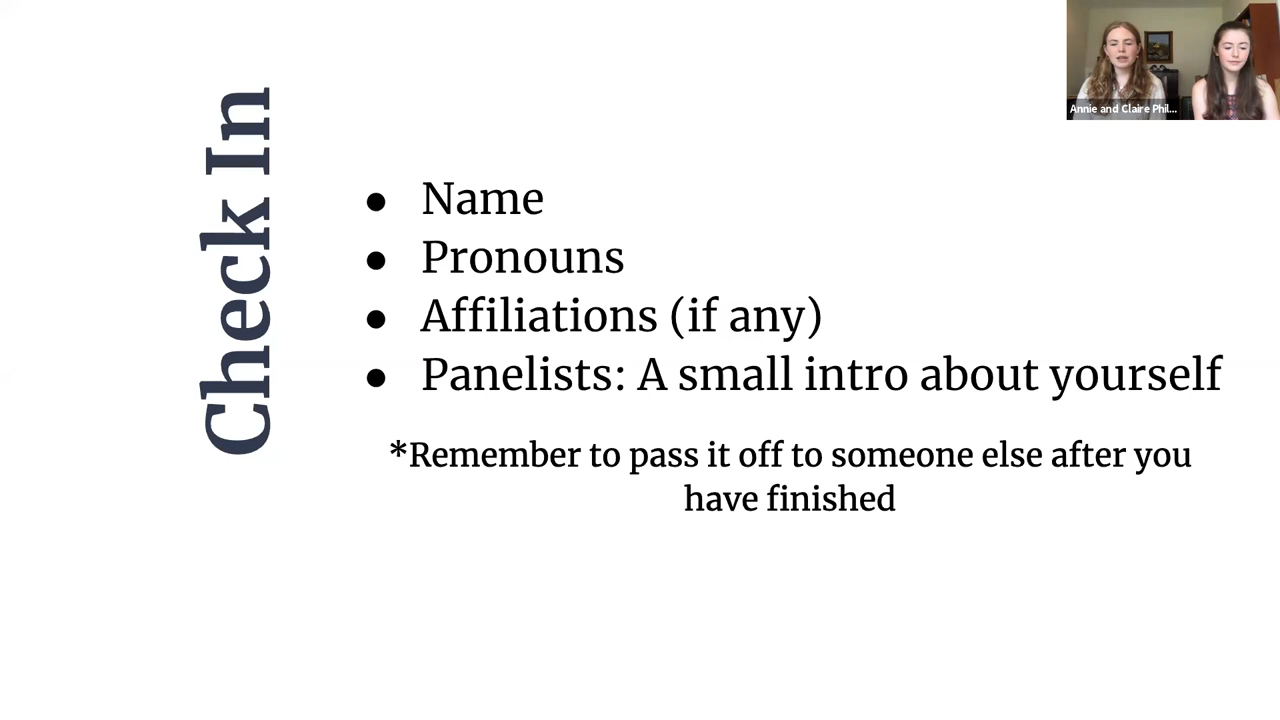 Check In
● Name
● Pronouns
● Affiliations (if any)
● Panelists: A small intro about yourself
*Remember to pass it off to someone else after you
have finished
Annie and Claire Phil...